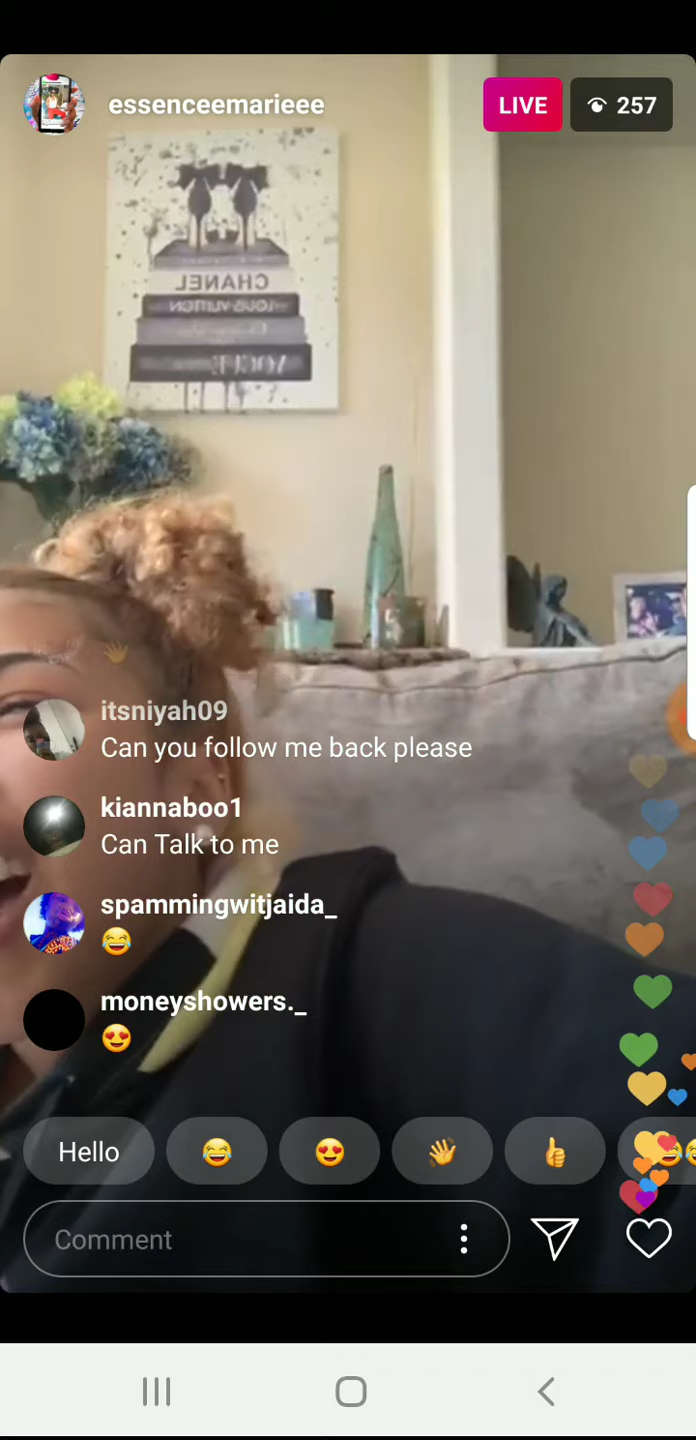 essenceemarieee
LIVE
257
CHANEL
LOUIS VUITTON
VOGUE
itsniyah09
Can you follow me back please
kiannaboo1
Can Talk to me
spammingwitjaida_
😂
moneyshowers._
😍
Hello 😂 😍 👋 👍
Comment